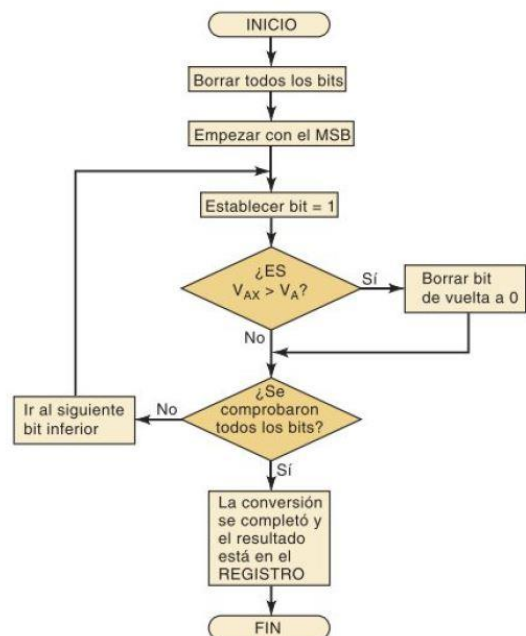 INICIO
Borrar todos los bits
Empezar con el MSB
Establecer bit = 1
¿ES
V_AX > V_A?
Sí
Borrar bit
de vuelta a 0
No
¿Se
comprobaron
todos los bits?
No
Ir al siguiente
bit inferior
Sí
La conversión
se completó y
el resultado
está en el
REGISTRO
FIN